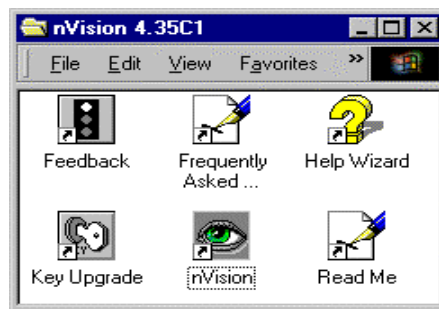 nVision 4.35C1
File Edit View Favorites »
Feedback
Frequently
Asked ...
Help Wizard
Key Upgrade
nVision
Read Me